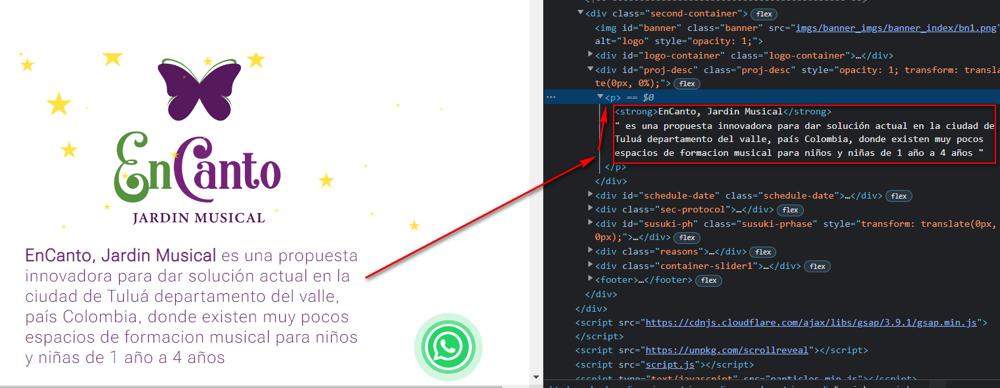 EnCanto
JARDIN MUSICAL
EnCanto, Jardin Musical es una propuesta
innovadora para dar solución actual en la
ciudad de Tuluá departamento del valle,
país Colombia, donde existen muy pocos
espacios de formacion musical para niños
y niñas de 1 año a 4 años
<div class="second-container"> flex
<img id="banner" class="banner" src="imgs/banner_imgs/banner_index/bn1.png"
alt="logo" style="opacity: 1;">
<div id="logo-container" class="logo-container">…</div>
<div id="proj-desc" class="proj-desc" style="opacity: 1; transform: transla
te(0px, 0%);"> flex
… <p> == $0
<strong>EnCanto, Jardin Musical</strong>
" es una propuesta innovadora para dar solución actual en la ciudad de
Tuluá departamento del valle, país Colombia, donde existen muy pocos
espacios de formacion musical para niños y niñas de 1 año a 4 años "
</p>
</div>
<div id="schedule-date" class="schedule-date">…</div> flex
<div class="sec-protocol">…</div> flex
<div id="susuki-ph" class="susuki-prhase" style="transform: translate(0px,
0px);">…</div> flex
<div class="reasons">…</div> flex
<div class="container-slider1">…</div> flex
<footer>…</footer> flex
</div>
</div>
<script src="https://cdnjs.cloudflare.com/ajax/libs/gsap/3.9.1/gsap.min.js">
</script>
<script src="https://unpkg.com/scrollreveal"></script>
<script src="script.js"></script>
<script type="text/javascript" src="particles.min.js"></script>